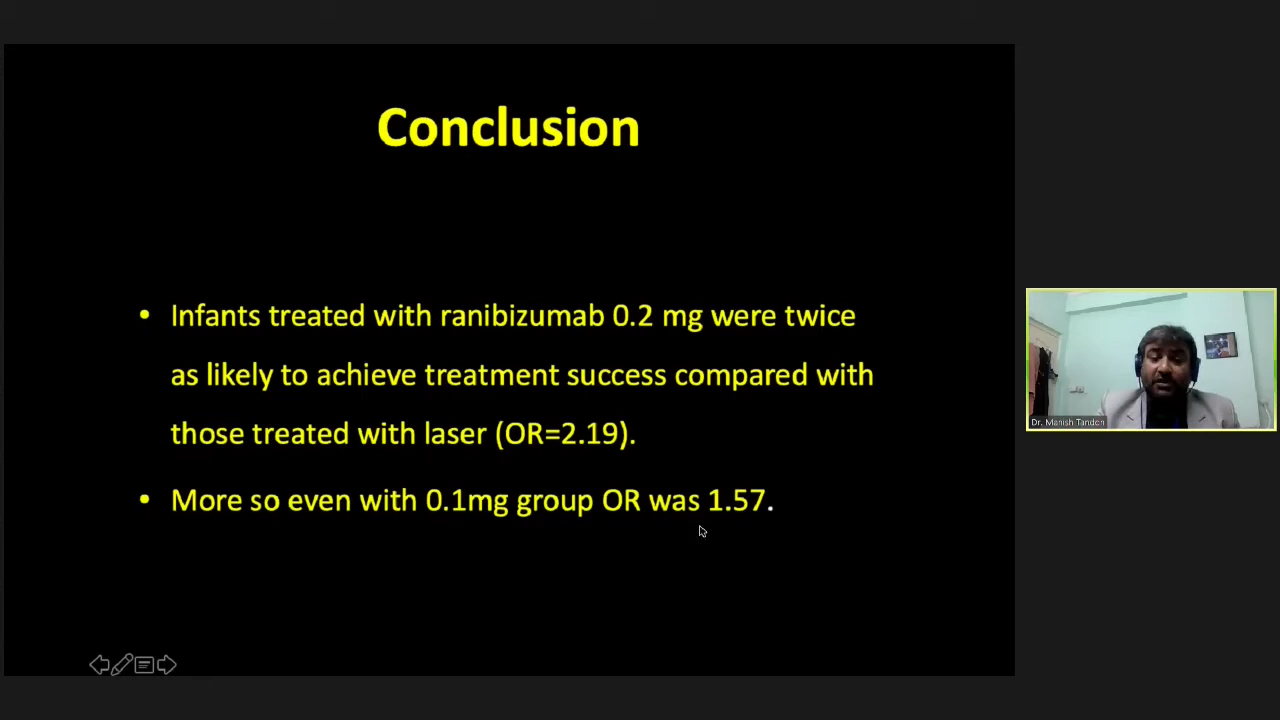 Conclusion
• Infants treated with ranibizumab 0.2 mg were twice
as likely to achieve treatment success compared with
those treated with laser (OR=2.19).
• More so even with 0.1mg group OR was 1.57.
Dr. Manish Tandon